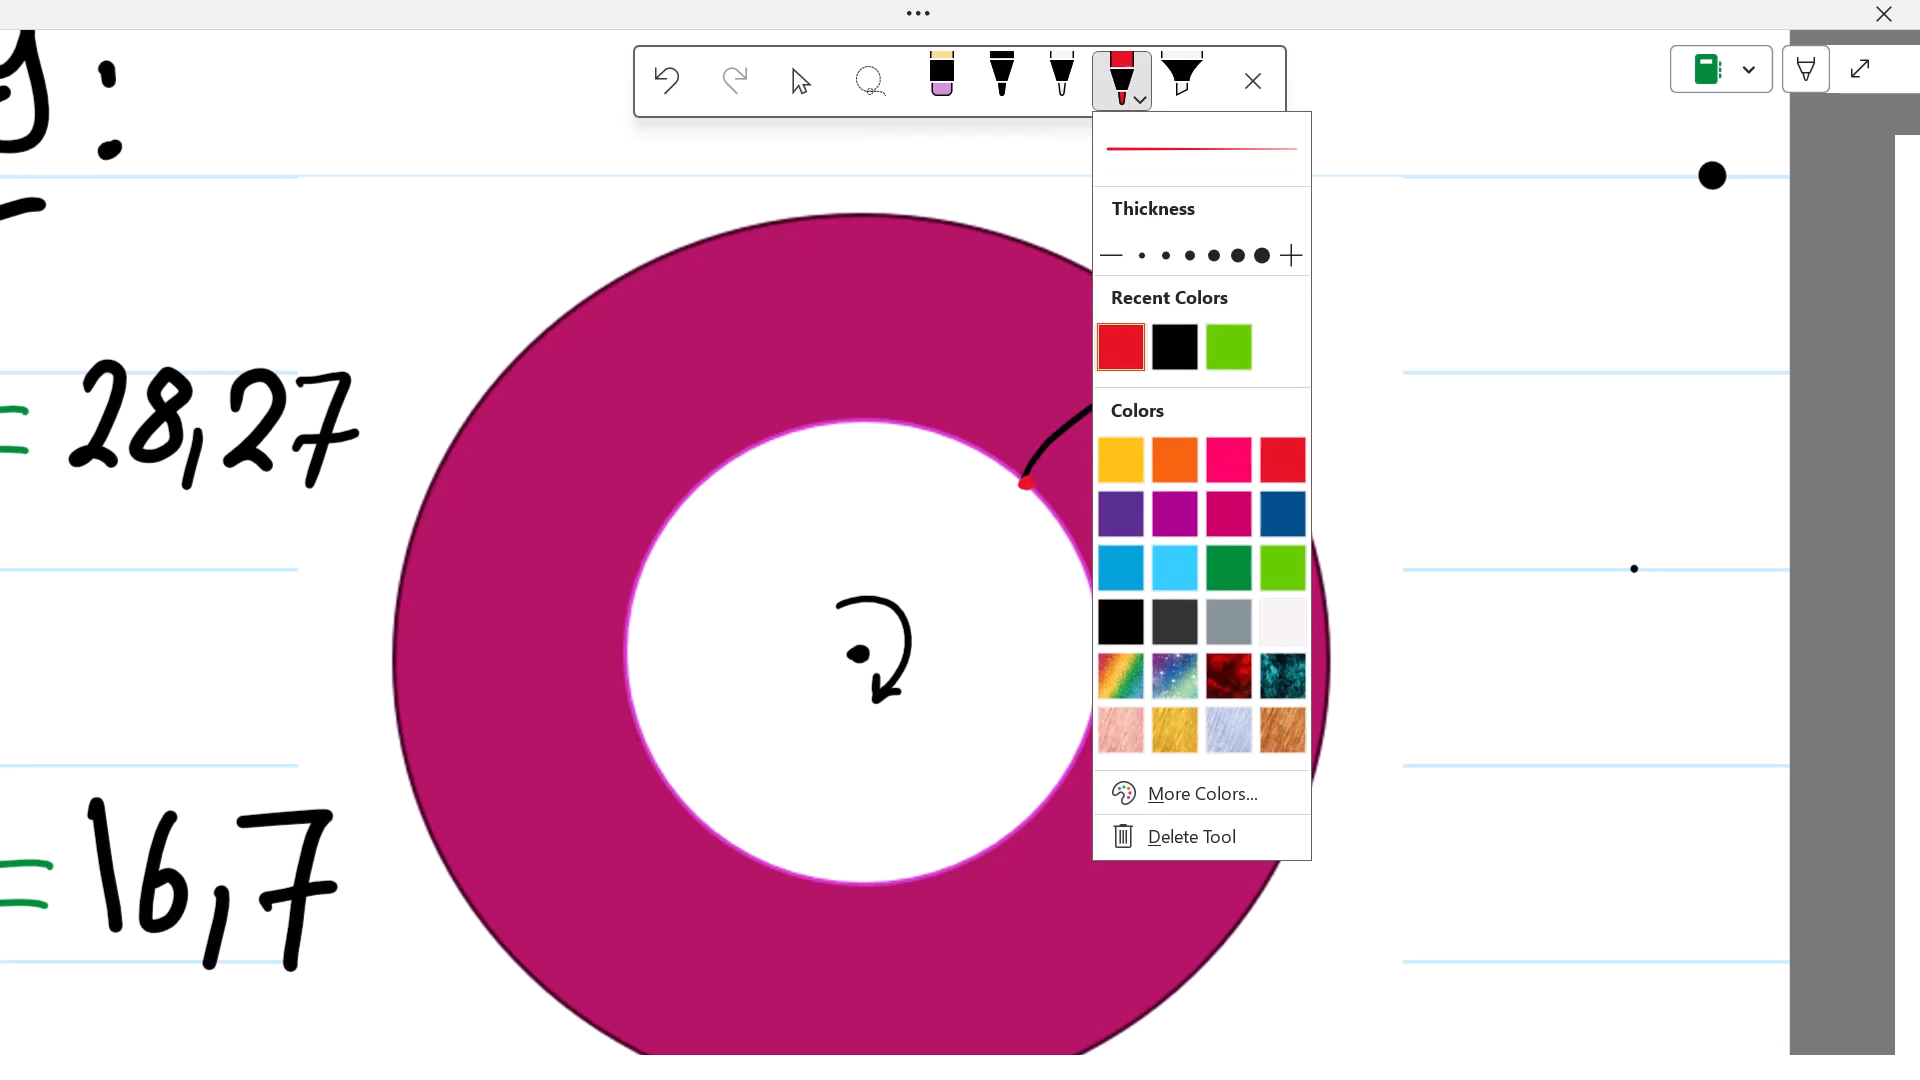 y:
Thickness
Recent Colors
= 28,27
Colors
More Colors...
= 16,7
Delete Tool